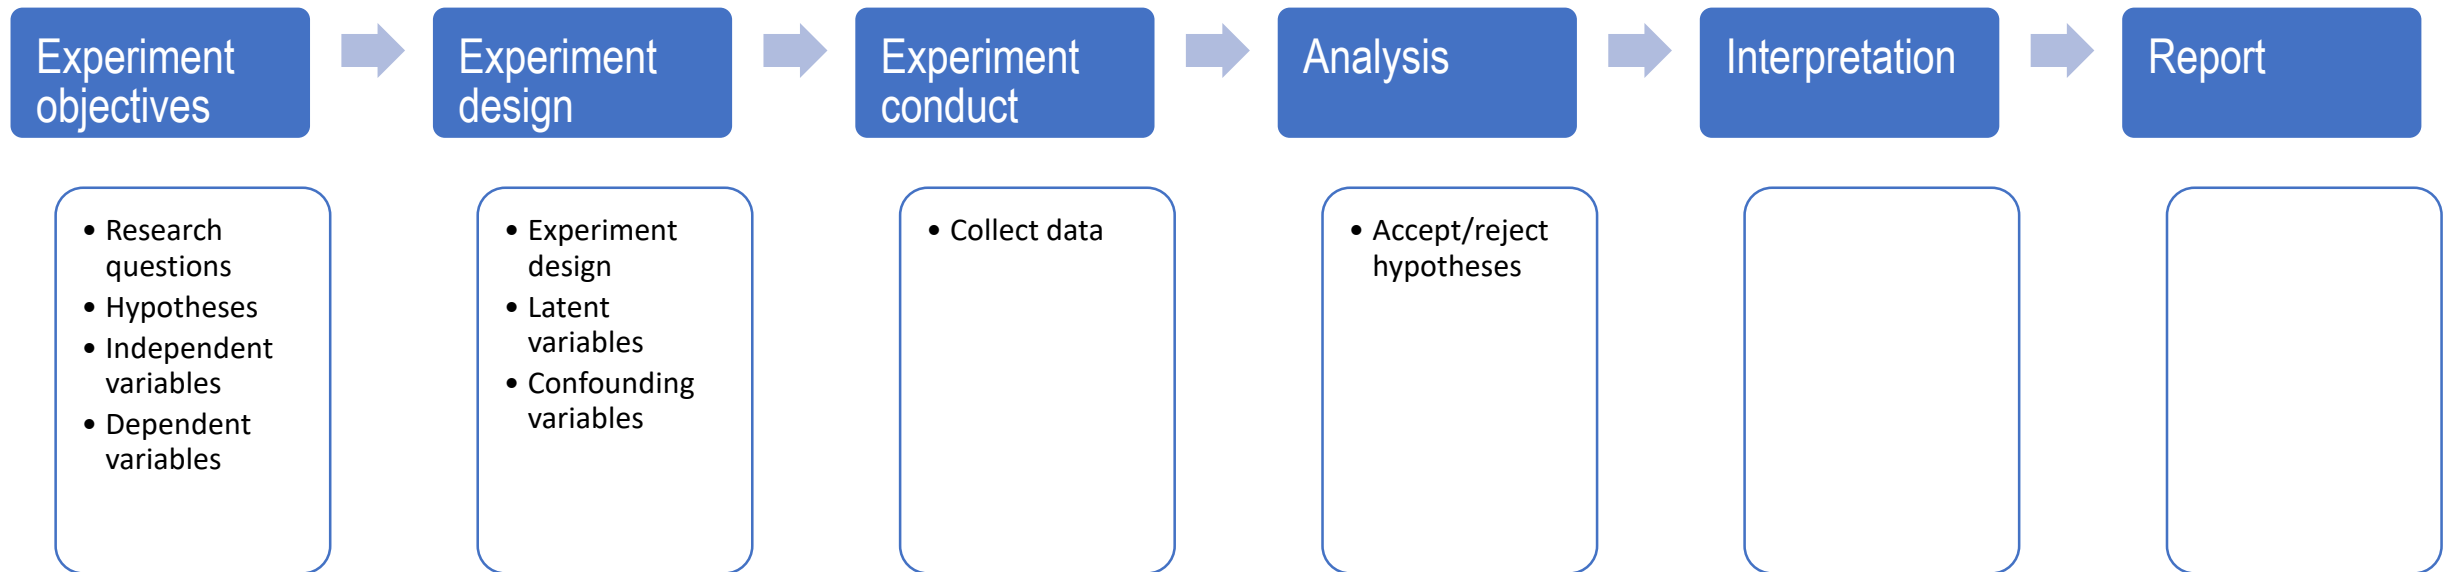 Experiment
objectives
Experiment
design
Experiment
conduct
Analysis
Interpretation
Report
• Research
questions
• Hypotheses
• Independent
variables
• Dependent
variables
• Experiment
design
• Latent
variables
• Confounding
variables
• Collect data
• Accept/reject
hypotheses